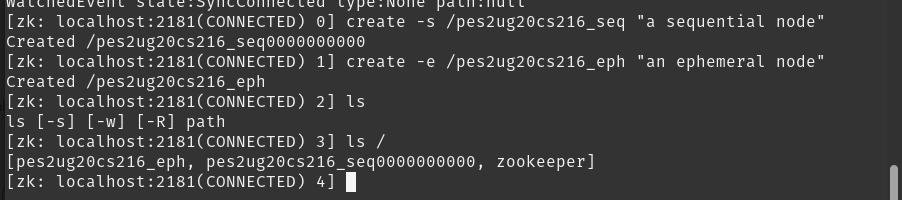 WatchedEvent state:SyncConnected type:None path:null
[zk: localhost:2181(CONNECTED) 0] create -s /pes2ug20cs216_seq "a sequential node"
Created /pes2ug20cs216_seq0000000000
[zk: localhost:2181(CONNECTED) 1] create -e /pes2ug20cs216_eph "an ephemeral node"
Created /pes2ug20cs216_eph
[zk: localhost:2181(CONNECTED) 2] ls
ls [-s] [-w] [-R] path
[zk: localhost:2181(CONNECTED) 3] ls /
[pes2ug20cs216_eph, pes2ug20cs216_seq0000000000, zookeeper]
[zk: localhost:2181(CONNECTED) 4]